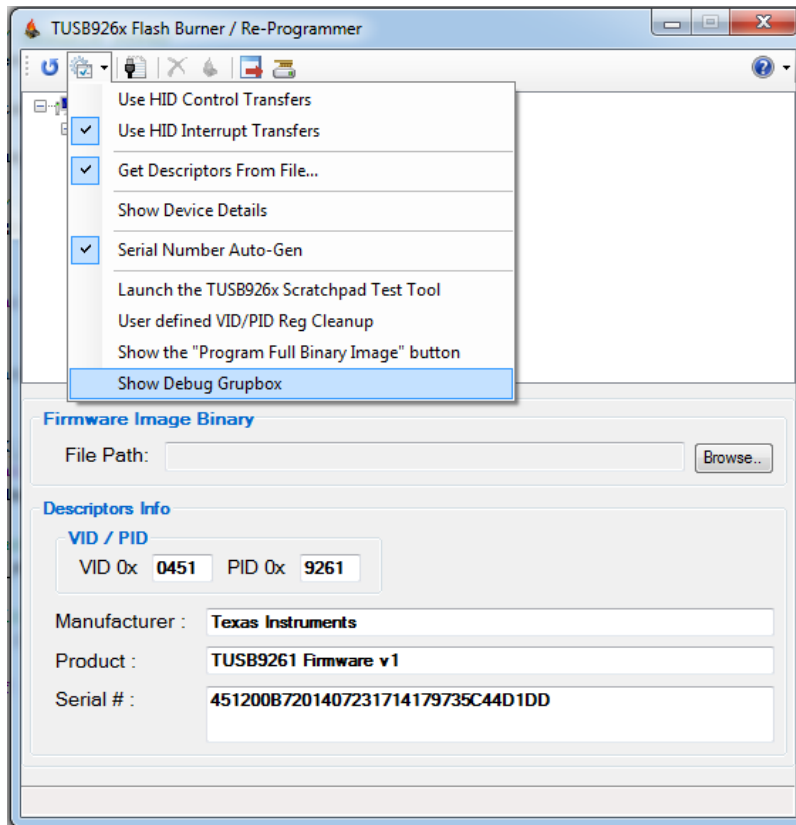 TUSB926x Flash Burner / Re-Programmer
Use HID Control Transfers
Use HID Interrupt Transfers
Get Descriptors From File...
Show Device Details
Serial Number Auto-Gen
Launch the TUSB926x Scratchpad Test Tool
User defined VID/PID Reg Cleanup
Show the "Program Full Binary Image" button
Show Debug Grupbox
Firmware Image Binary
File Path:
Browse..
Descriptors Info
VID / PID
VID 0x 0451 PID 0x 9261
Manufacturer : Texas Instruments
Product : TUSB9261 Firmware v1
Serial # : 451200B7201407231714179735C44D1DD